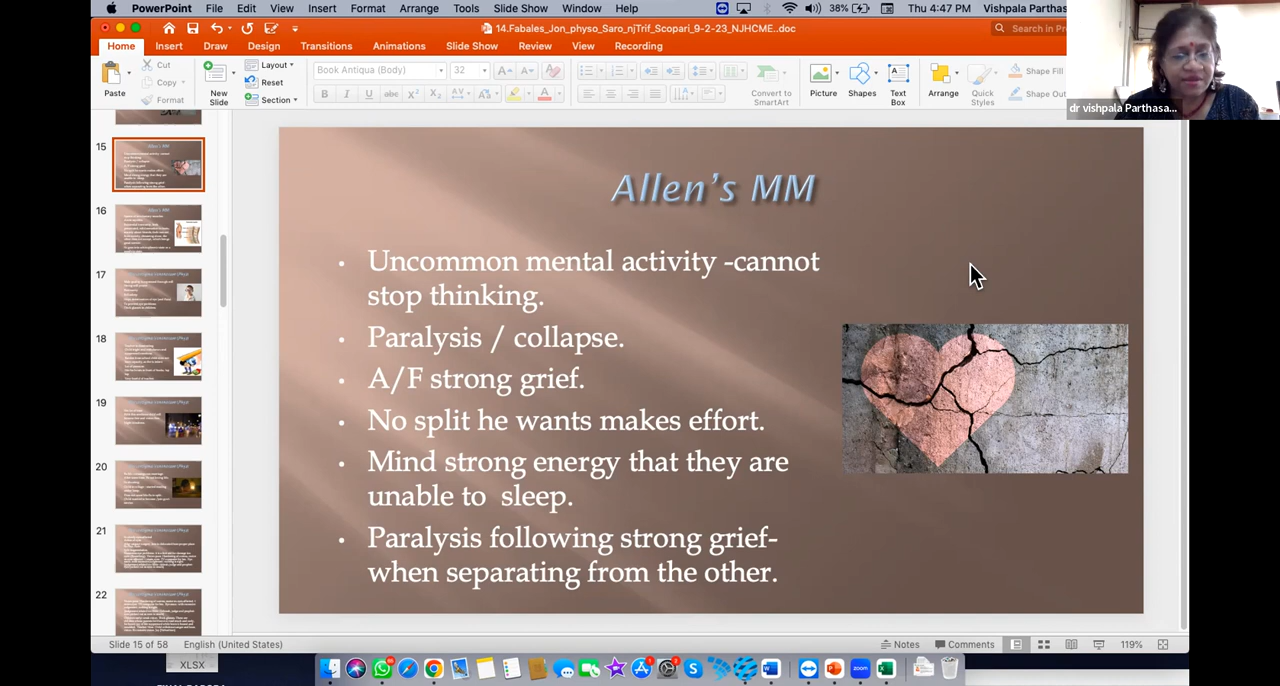 PowerPoint File Edit View Insert Format Arrange Tools Slide Show Window Help 38% Thu 4:47 PM Vishpala Parthas
14.Fabales_Jon_physo_Saro_njTrif_Scopari_9-2-23_NJHCME...doc Search in Pr
Home Insert Draw Design Transitions Animations Slide Show Review View Recording
Paste Cut Copy Format New Slide Layout Reset Section Book Antiqua (Body) 32 Convert to SmartArt Picture Shapes Text Box Arrange Quick Styles Shape Fill Shape Ou
dr vishpala Parthasa...
15
16
17
18
19
20
21
22
Allen's MM
• Uncommon mental activity -cannot
stop thinking.
• Paralysis / collapse.
• A/F strong grief.
• No split he wants makes effort.
• Mind strong energy that they are
unable to sleep.
• Paralysis following strong grief-
when separating from the other.
Slide 15 of 58 English (United States) Notes Comments 119%
XLSX